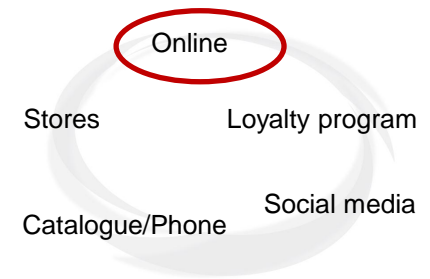 Online
Stores
Loyalty program
Social media
Catalogue/Phone